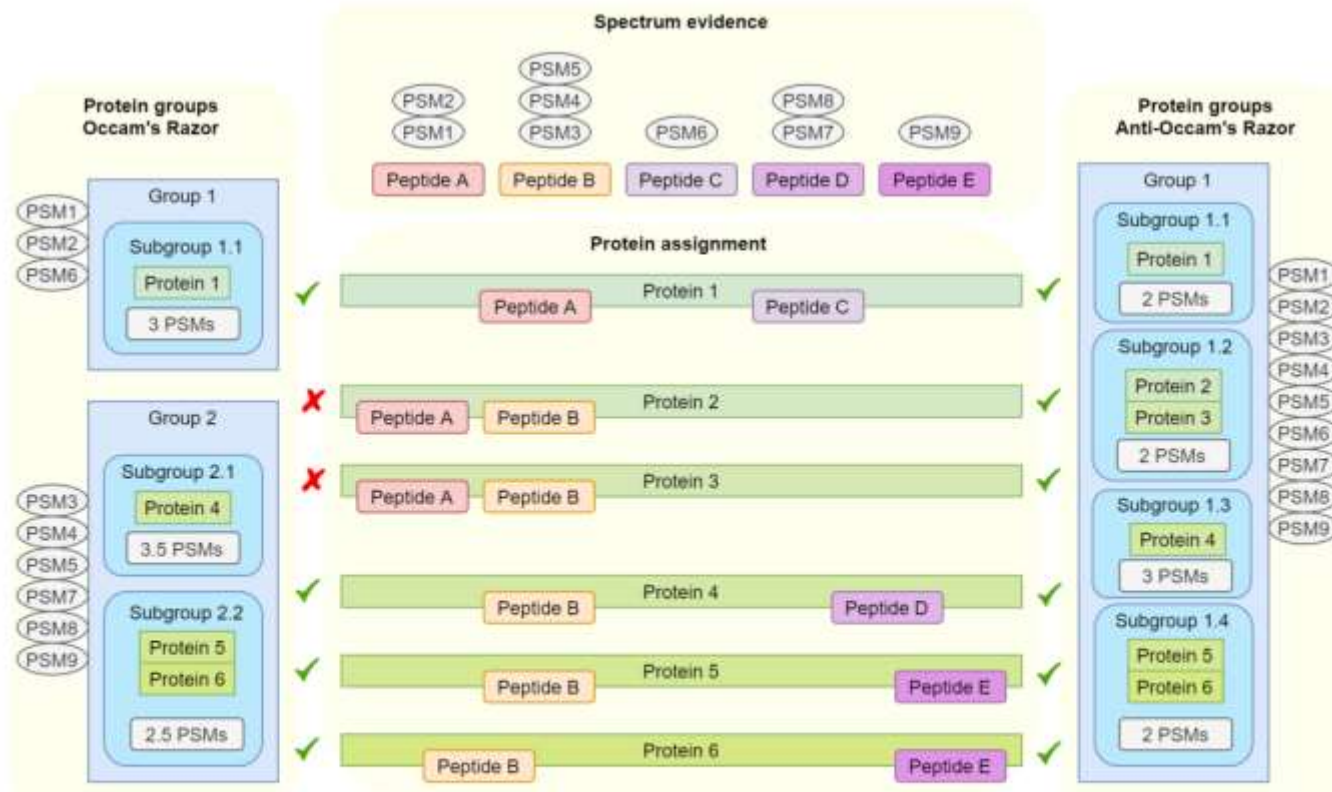 Spectrum evidence
PSM5
PSM2
PSM4
PSM8
PSM1
PSM3
PSM6
PSM7
PSM9
Peptide A
Peptide B
Peptide C
Peptide D
Peptide E
Protein groups
Occam's Razor
Group 1
PSM1
PSM2
PSM6
Subgroup 1.1
Protein 1
3 PSMs
Group 2
PSM3
PSM4
PSM5
PSM7
PSM8
PSM9
Subgroup 2.1
Protein 4
3.5 PSMs
Subgroup 2.2
Protein 5
Protein 6
2.5 PSMs
Protein assignment
Protein 1
Peptide A
Peptide C
Protein 2
Peptide A
Peptide B
Protein 3
Peptide A
Peptide B
Protein 4
Peptide B
Peptide D
Protein 5
Peptide B
Peptide E
Protein 6
Peptide B
Peptide E
Protein groups
Anti-Occam's Razor
Group 1
Subgroup 1.1
Protein 1
2 PSMs
Subgroup 1.2
Protein 2
Protein 3
2 PSMs
Subgroup 1.3
Protein 4
3 PSMs
Subgroup 1.4
Protein 5
Protein 6
2 PSMs
PSM1
PSM2
PSM3
PSM4
PSM5
PSM6
PSM7
PSM8
PSM9